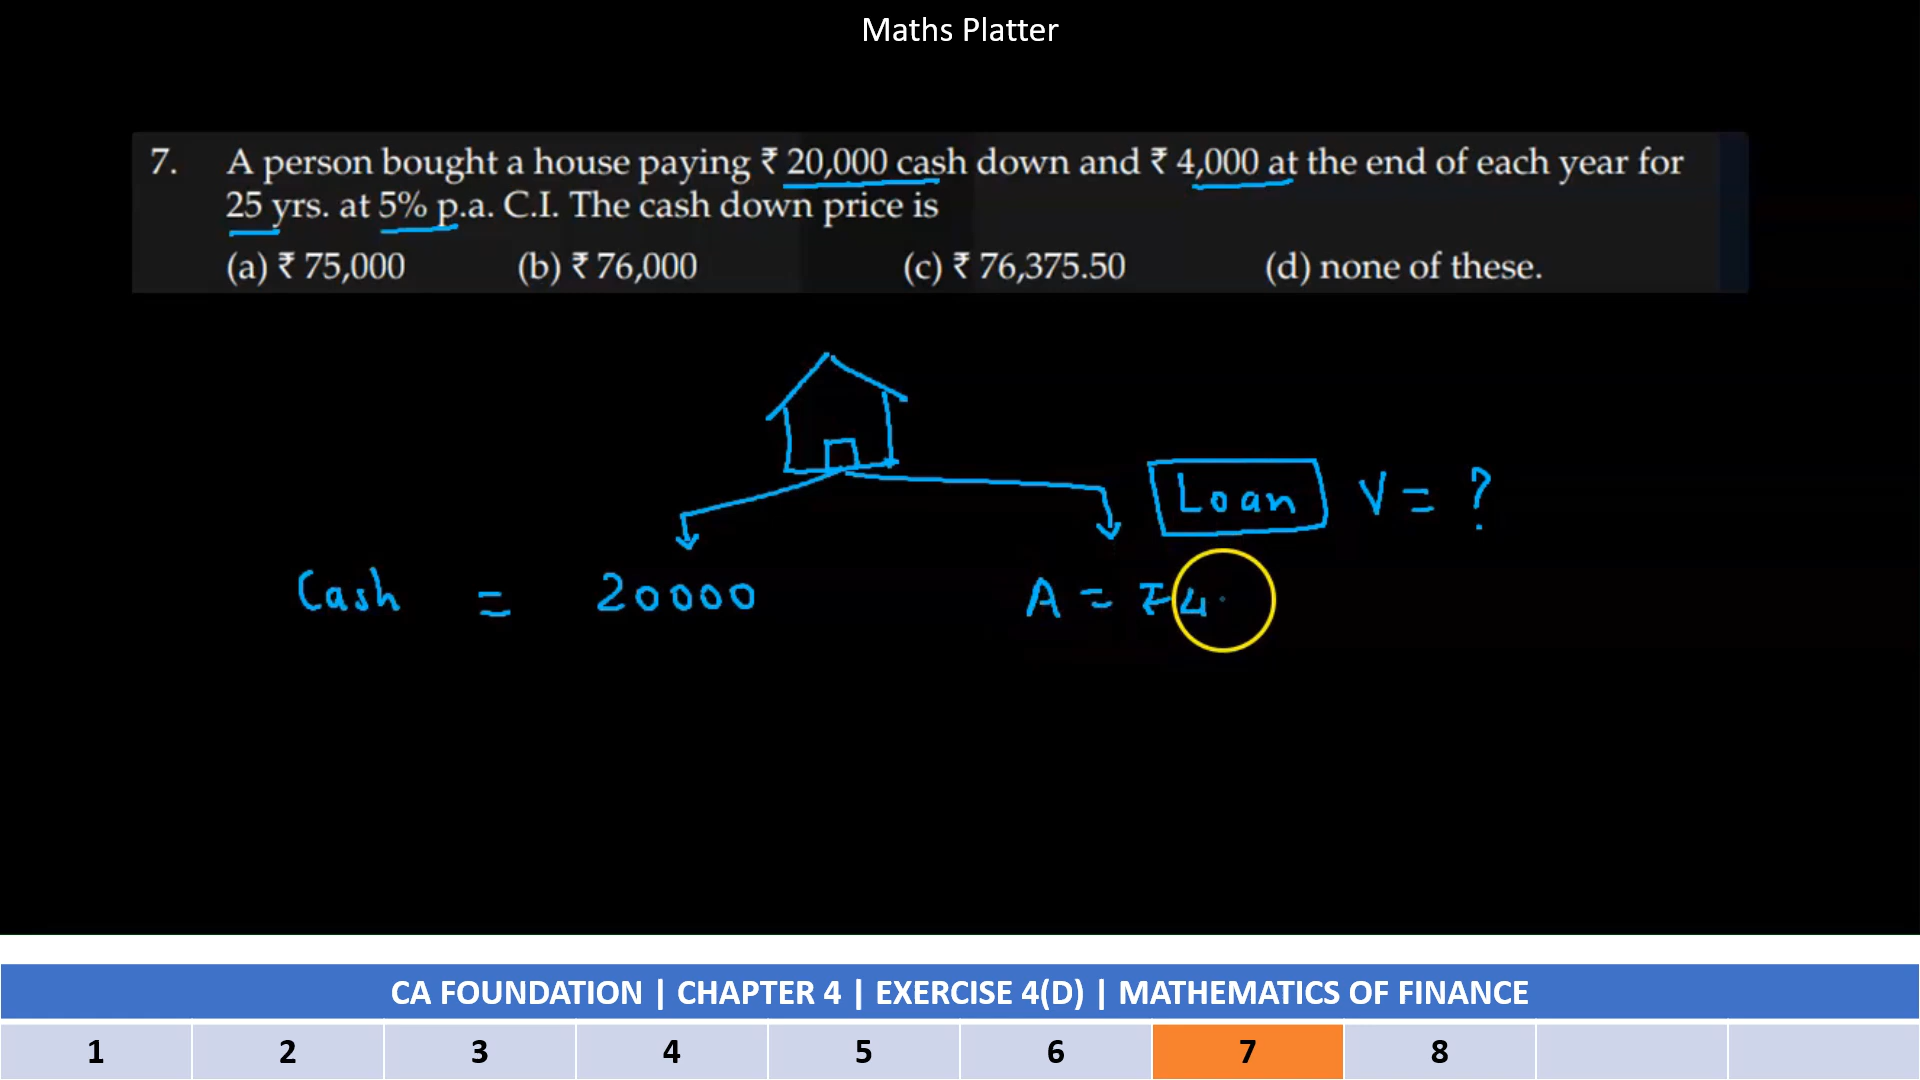 Maths Platter
7. A person bought a house paying ₹ 20,000 cash down and ₹ 4,000 at the end of each year for
25 yrs. at 5% p.a. C.I. The cash down price is
(a) ₹ 75,000 (b) ₹ 76,000 (c) ₹ 76,375.50 (d) none of these.
Loan V = ?
Cash = 20000 A = ₹4
CA FOUNDATION | CHAPTER 4 | EXERCISE 4(D) | MATHEMATICS OF FINANCE
1 2 3 4 5 6 7 8